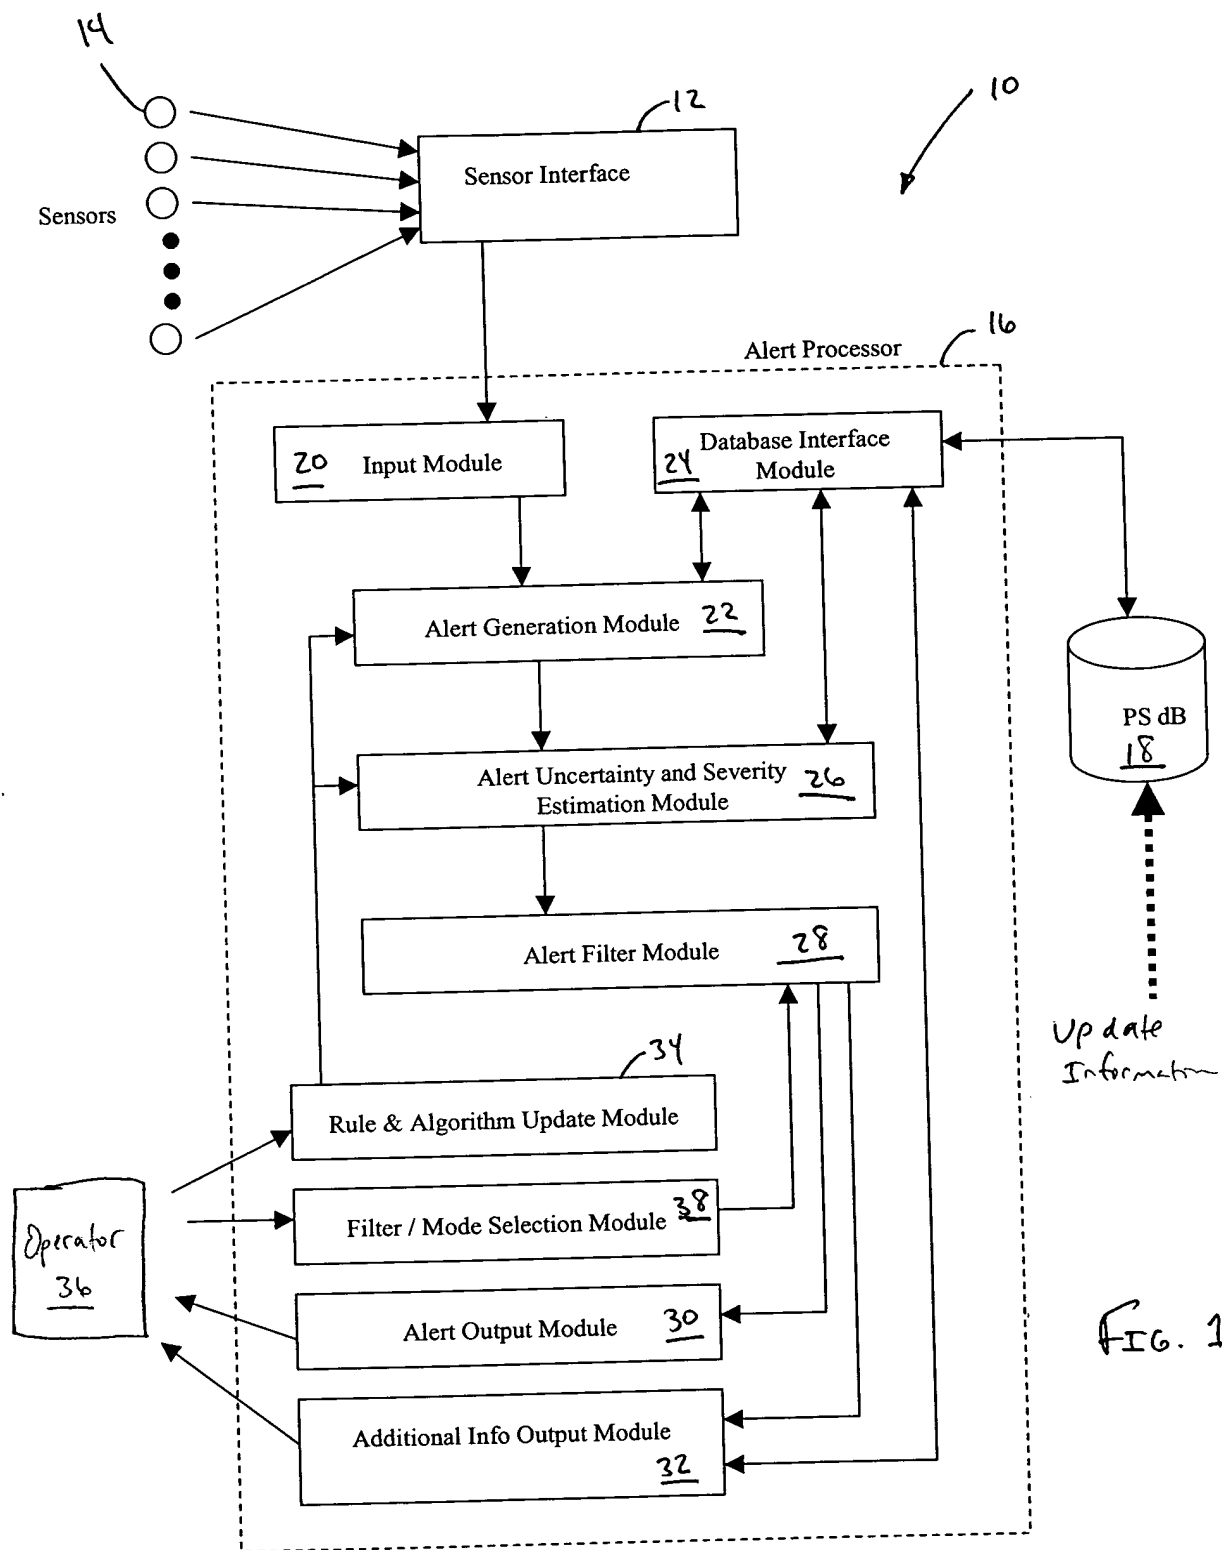 14
12
10
Sensor Interface
Sensors
16
Alert Processor
20 Input Module
Database Interface
24 Module
Alert Generation Module 22
PS dB
18
Alert Uncertainty and Severity
Estimation Module 26
Alert Filter Module 28
Update
Information
34
Rule & Algorithm Update Module
Filter / Mode Selection Module 38
Operator
36
Alert Output Module 30
FIG. 1
Additional Info Output Module
32